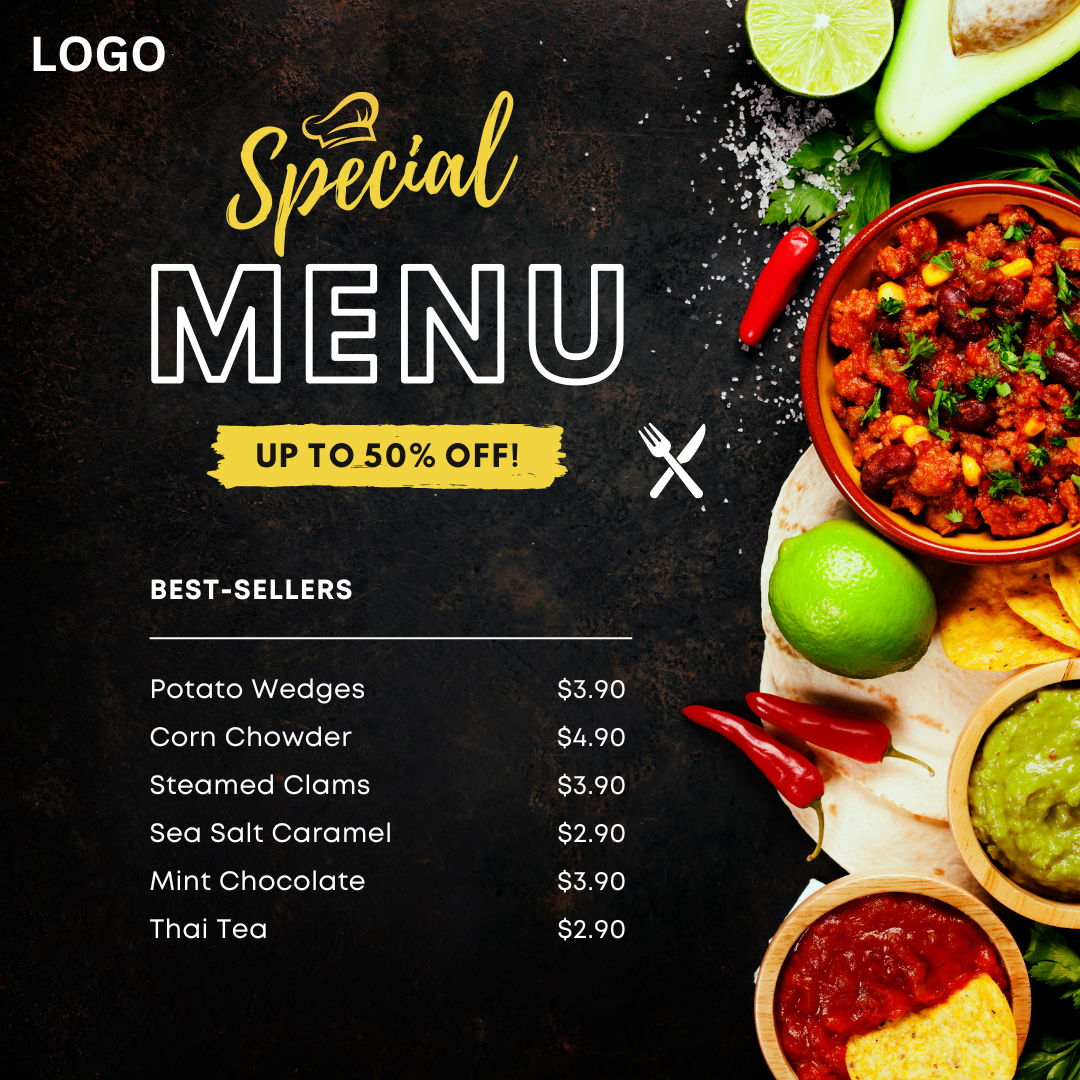 LOGO
Special
MENU
UP TO 50% OFF!
BEST-SELLERS
Potato Wedges $3.90
Corn Chowder $4.90
Steamed Clams $3.90
Sea Salt Caramel $2.90
Mint Chocolate $3.90
Thai Tea $2.90